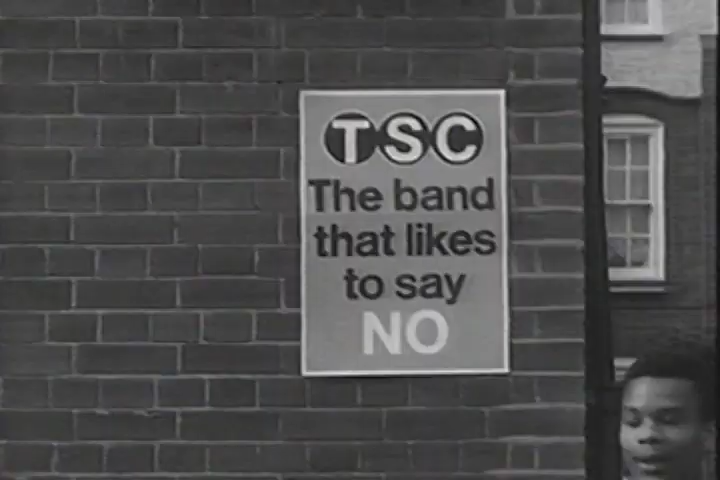 TSC
The band
that likes
to say
NO